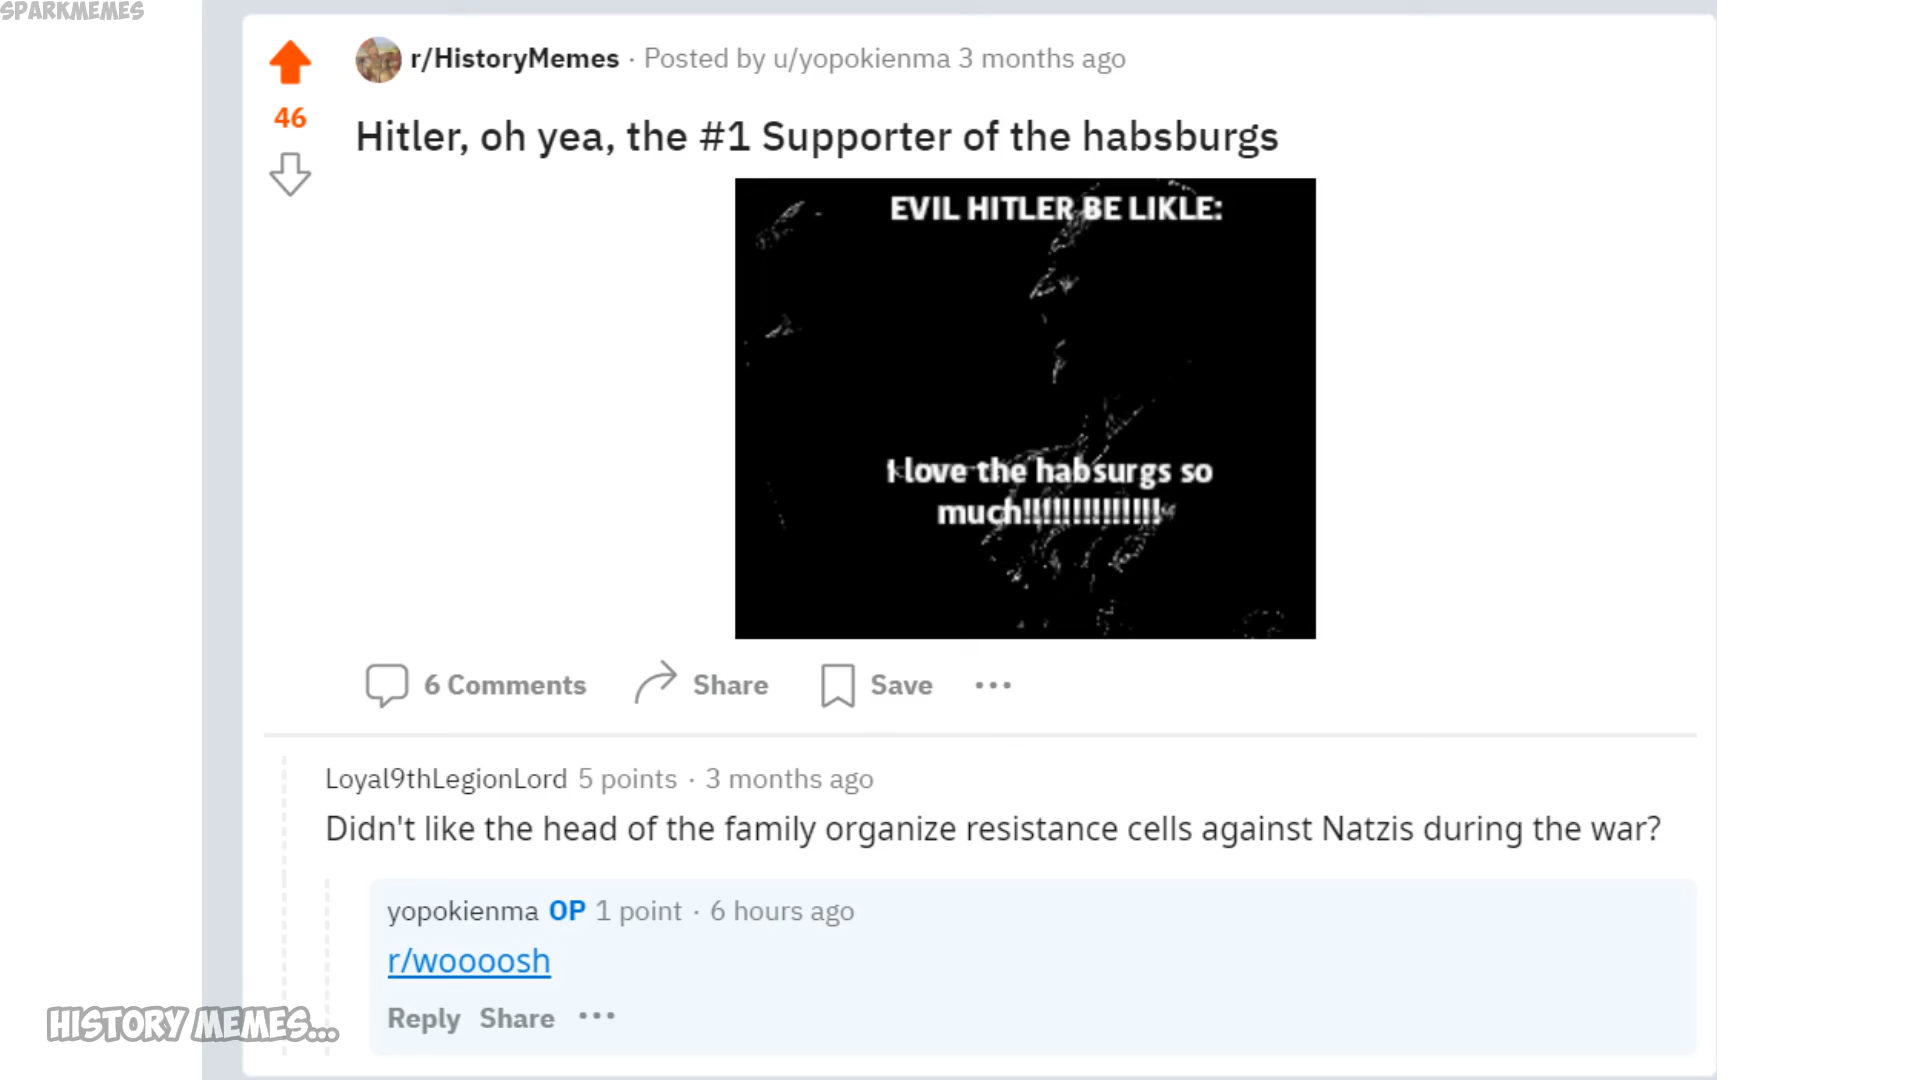 SPARKMEMES
r/HistoryMemes · Posted by u/yopokienma 3 months ago
46
Hitler, oh yea, the #1 Supporter of the habsburgs
EVIL HITLER BE LIKLE:
I love the habsurgs so
much!!!!!!!!!!!!!!!
6 Comments Share Save ···
Loyal9thLegionLord 5 points · 3 months ago
Didn't like the head of the family organize resistance cells against Natzis during the war?
yopokienma OP 1 point · 6 hours ago
r/woooosh
Reply Share ···
HISTORY MEMES...